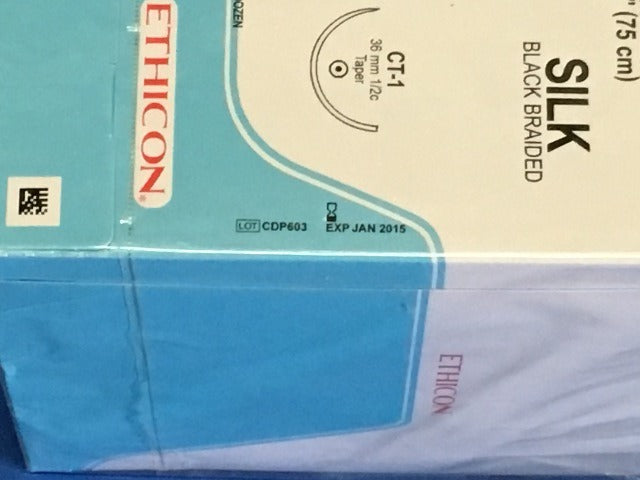 " (75 cm)
SILK
BLACK BRAIDED
CT-1
36 mm 1/2c
Taper
OZEN
ETHICON
LOT CDP603
EXP JAN 2015
ETHICON